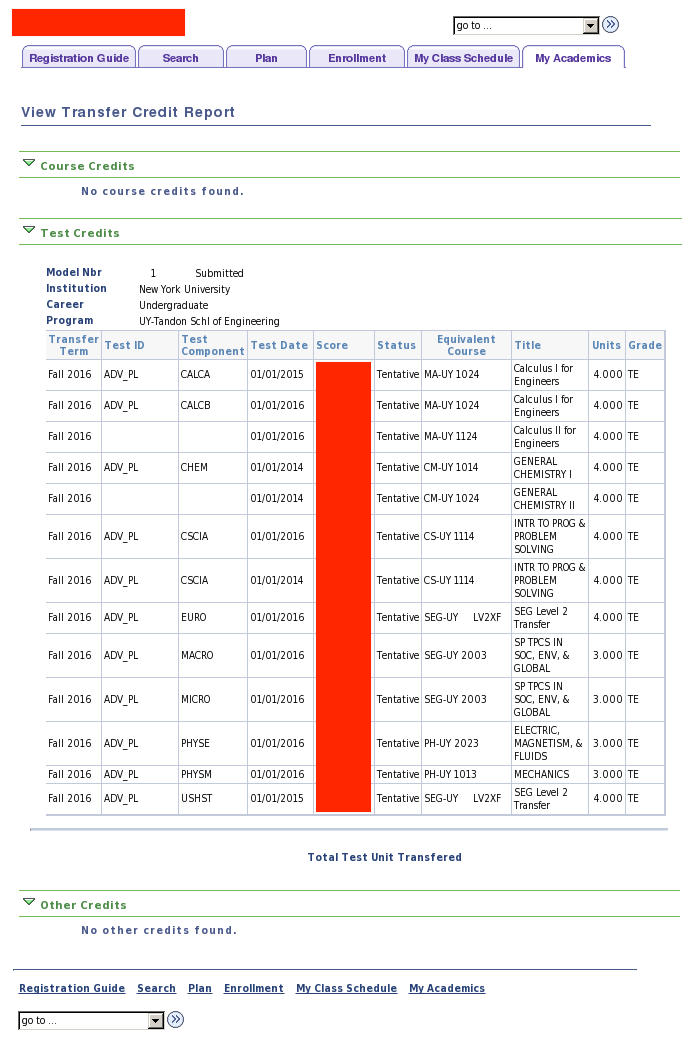 go to ...
Registration Guide Search Plan Enrollment My Class Schedule My Academics
View Transfer Credit Report
Course Credits
No course credits found.
Test Credits
Model Nbr 1 Submitted
Institution New York University
Career Undergraduate
Program UY-Tandon Schl of Engineering
Transfer Term Test ID Test Component Test Date Score Status Equivalent Course Title Units Grade
Fall 2016 ADV_PL CALCA 01/01/2015 Tentative MA-UY 1024 Calculus I for Engineers 4.000 TE
Fall 2016 ADV_PL CALCB 01/01/2016 Tentative MA-UY 1024 Calculus I for Engineers 4.000 TE
Fall 2016 01/01/2016 Tentative MA-UY 1124 Calculus II for Engineers 4.000 TE
Fall 2016 ADV_PL CHEM 01/01/2014 Tentative CM-UY 1014 GENERAL CHEMISTRY I 4.000 TE
Fall 2016 01/01/2014 Tentative CM-UY 1024 GENERAL CHEMISTRY II 4.000 TE
Fall 2016 ADV_PL CSCIA 01/01/2016 Tentative CS-UY 1114 INTR TO PROG & PROBLEM SOLVING 4.000 TE
Fall 2016 ADV_PL CSCIA 01/01/2014 Tentative CS-UY 1114 INTR TO PROG & PROBLEM SOLVING 4.000 TE
Fall 2016 ADV_PL EURO 01/01/2016 Tentative SEG-UY LV2XF SEG Level 2 Transfer 4.000 TE
Fall 2016 ADV_PL MACRO 01/01/2016 Tentative SEG-UY 2003 SP TPCS IN SOC, ENV, & GLOBAL 3.000 TE
Fall 2016 ADV_PL MICRO 01/01/2016 Tentative SEG-UY 2003 SP TPCS IN SOC, ENV, & GLOBAL 3.000 TE
Fall 2016 ADV_PL PHYSE 01/01/2016 Tentative PH-UY 2023 ELECTRIC, MAGNETISM, & FLUIDS 3.000 TE
Fall 2016 ADV_PL PHYSM 01/01/2016 Tentative PH-UY 1013 MECHANICS 3.000 TE
Fall 2016 ADV_PL USHST 01/01/2015 Tentative SEG-UY LV2XF SEG Level 2 Transfer 4.000 TE
Total Test Unit Transfered
Other Credits
No other credits found.
Registration Guide Search Plan Enrollment My Class Schedule My Academics
go to ...